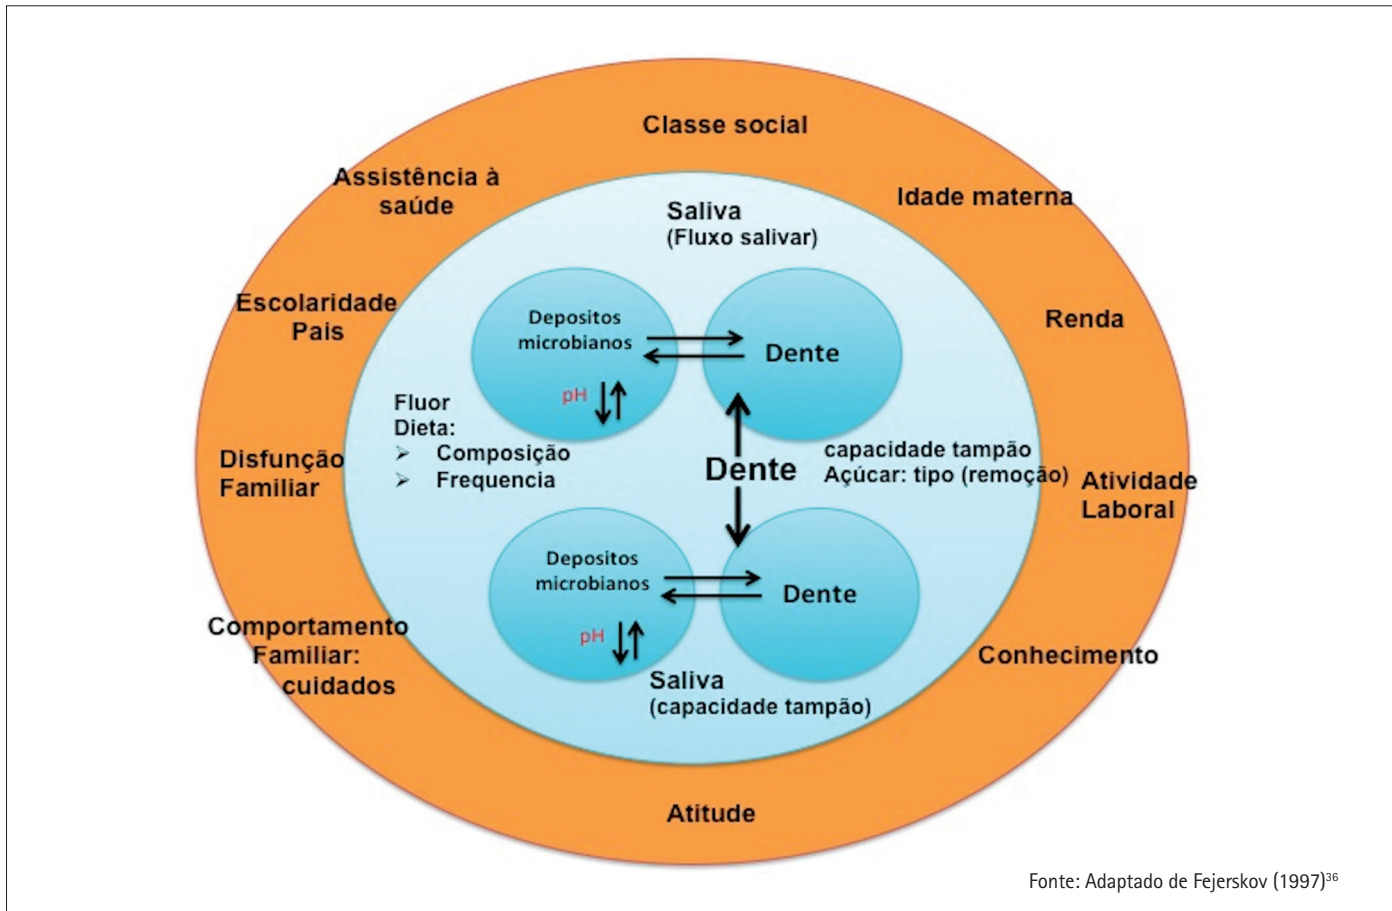 Classe social
Assistência à
saúde
Idade materna
Escolaridade
Pais
Renda
Disfunção
Familiar
Atividade
Laboral
Comportamento
Familiar:
cuidados
Conhecimento
Atitude
Saliva
(Fluxo salivar)
Depositos
microbianos
pH
Dente
Fluor
Dieta:
➢ Composição
➢ Frequencia
Dente
capacidade tampão
Açúcar: tipo (remoção)
Depositos
microbianos
pH
Dente
Saliva
(capacidade tampão)
Fonte: Adaptado de Fejerskov (1997)³⁶